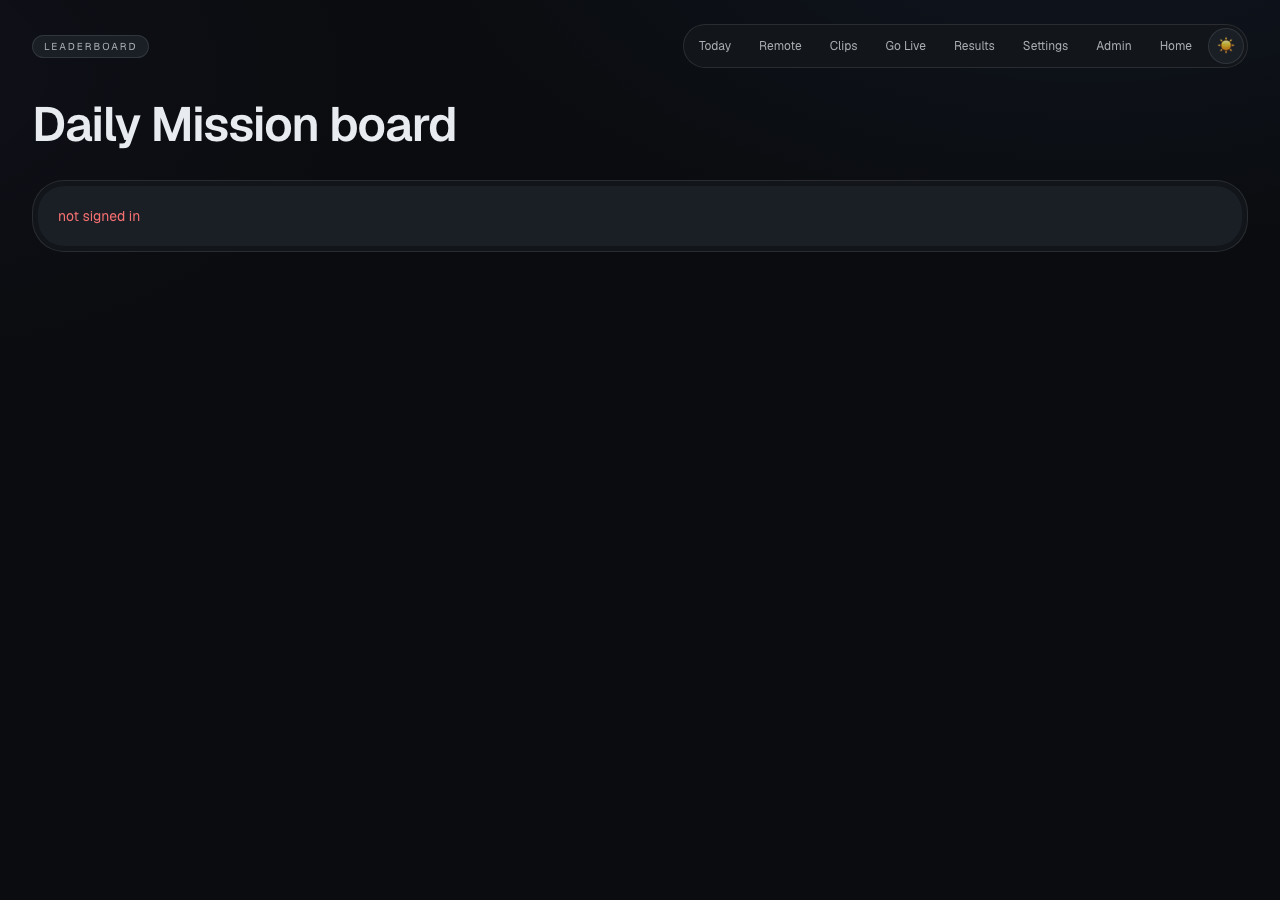 LEADERBOARD
Today Remote Clips Go Live Results Settings Admin Home
Daily Mission board
not signed in